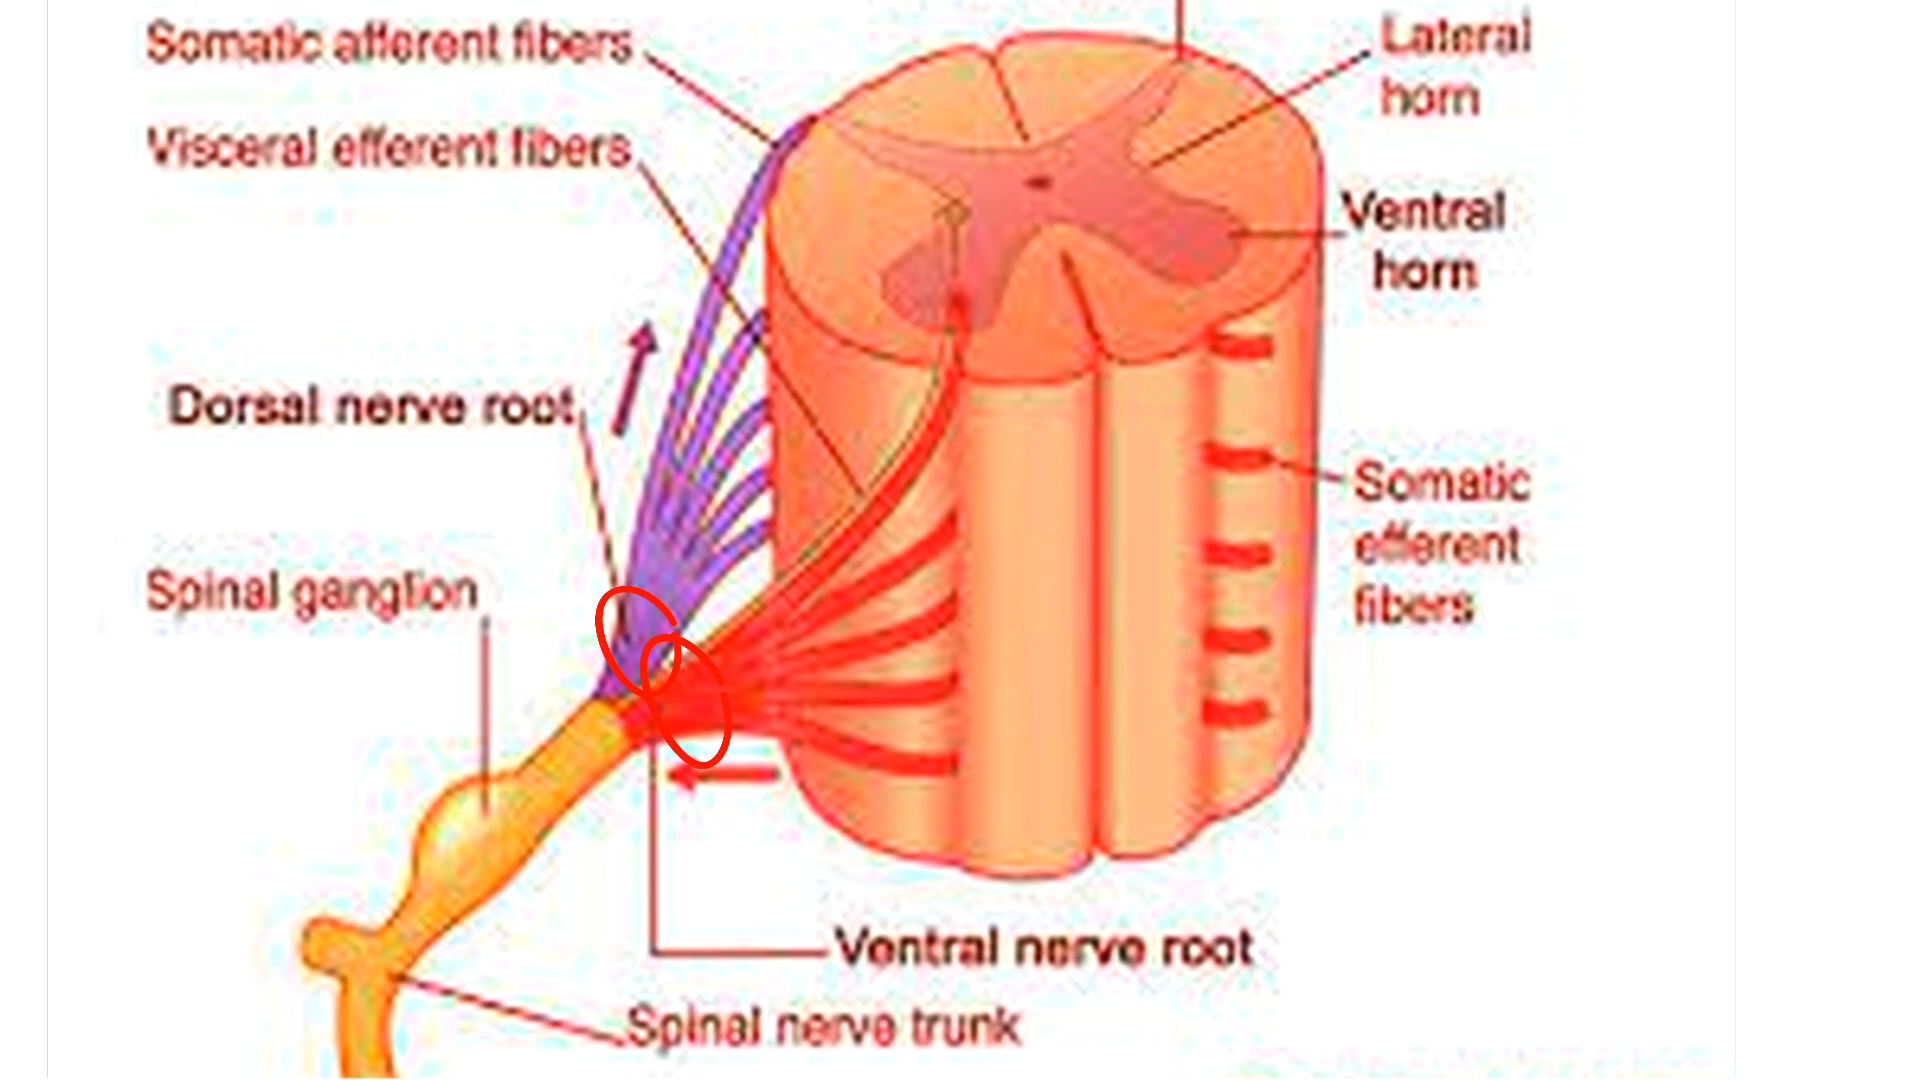 Somatic afferent fibers
Lateral
horn
Visceral efferent fibers
Ventral
horn
Dorsal nerve root
Somatic
efferent
fibers
Spinal ganglion
Ventral nerve root
Spinal nerve trunk